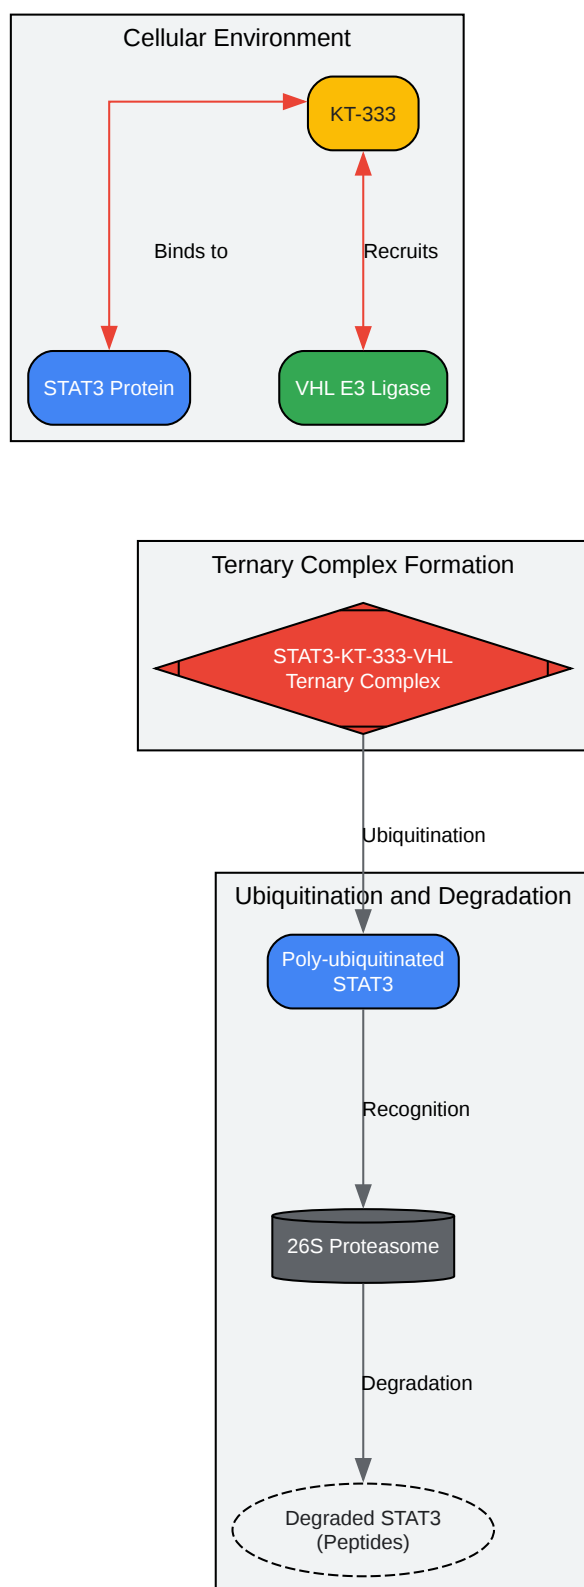 Cellular Environment
KT-333
Binds to
Recruits
STAT3 Protein
VHL E3 Ligase
Ternary Complex Formation
STAT3-KT-333-VHL
Ternary Complex
Ubiquitination
Ubiquitination and Degradation
Poly-ubiquitinated
STAT3
Recognition
26S Proteasome
Degradation
Degraded STAT3
(Peptides)